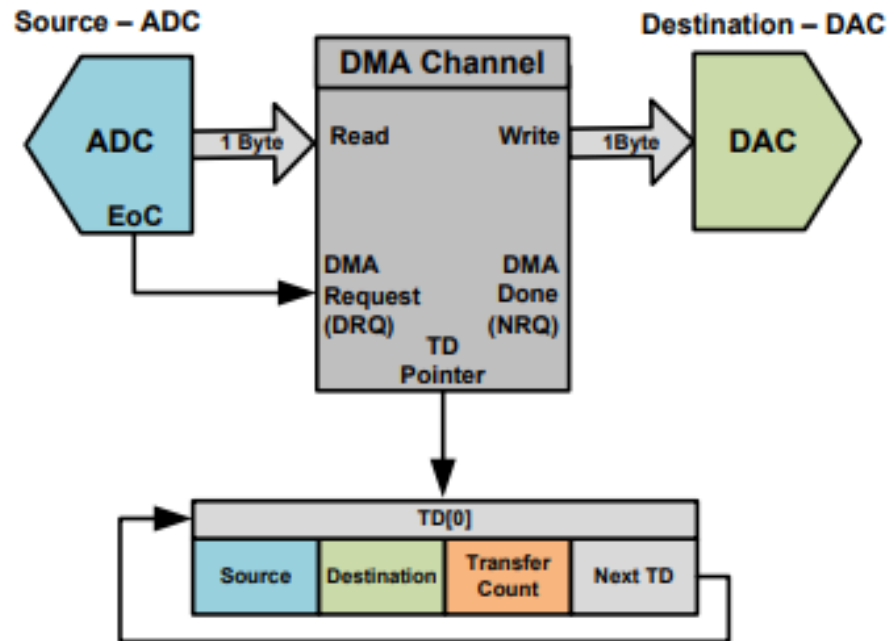 Source – ADC
Destination – DAC
DMA Channel
ADC
1 Byte
Read
Write
1Byte
DAC
EoC
DMA
Request
(DRQ)
DMA
Done
(NRQ)
TD
Pointer
TD[0]
Source
Destination
Transfer
Count
Next TD